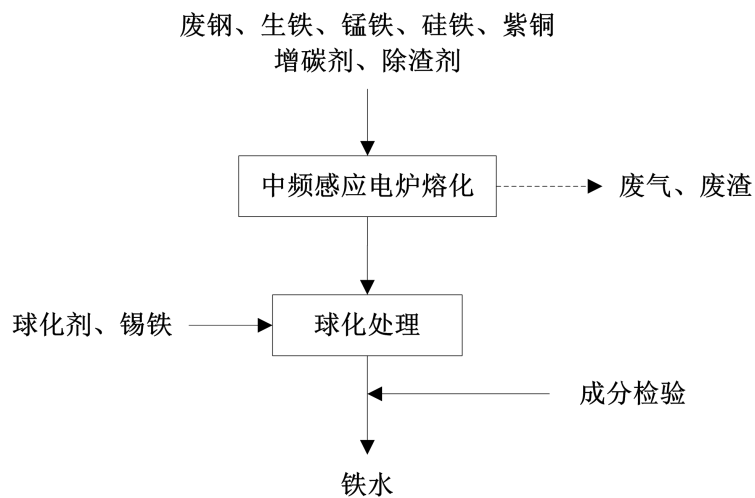 废钢、生铁、锰铁、硅铁、紫铜
增碳剂、除渣剂
中频感应电炉熔化
废气、废渣
球化剂、锡铁
球化处理
成分检验
铁水